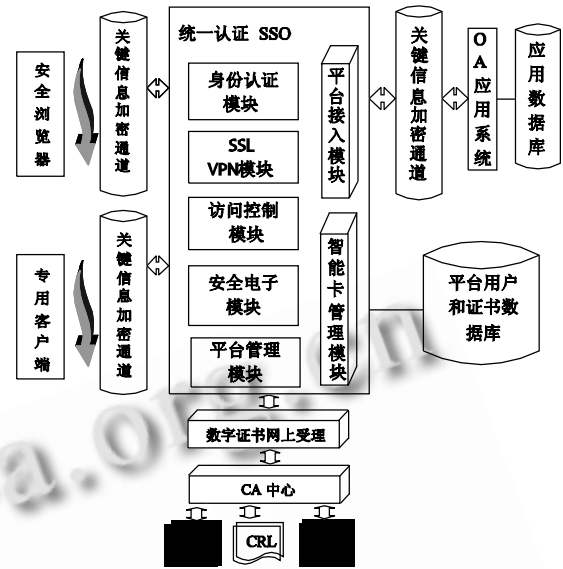 统一认证 SSO
身份认证
模块
SSL
VPN模块
访问控制
模块
安全电子
模块
平台管理
模块
平台接入模块
智能卡管理模块
安全浏览器
关键信息加密通道
专用客户端
关键信息加密通道
关键信息加密通道
OA应用系统
应用数据库
平台用户
和证书数
据库
数字证书网上受理
CA 中心
CRL
a.org.cn